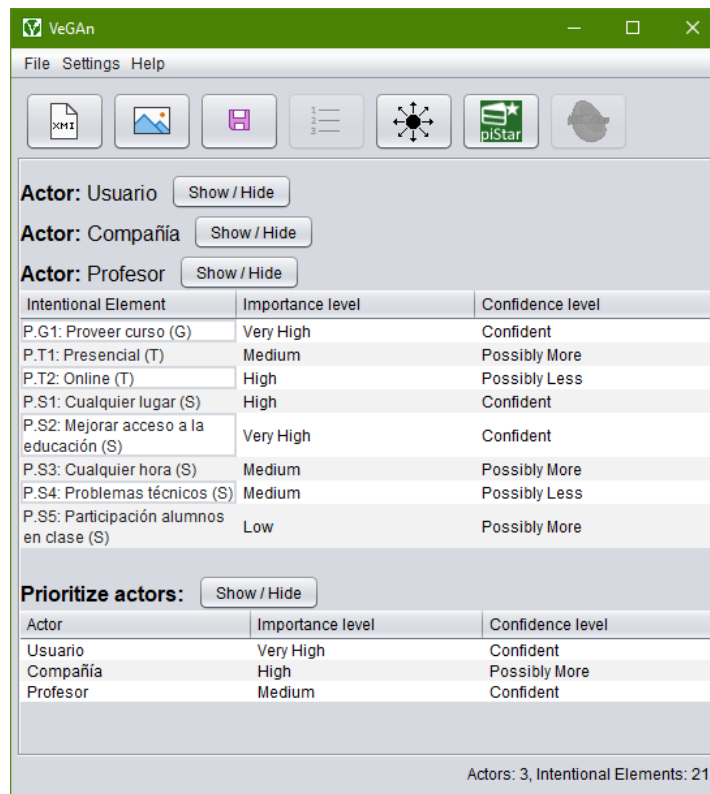 VeGAn
File Settings Help
XMI
1
2
3
piStar
Actor: Usuario Show / Hide
Actor: Compañía Show / Hide
Actor: Profesor Show / Hide
Intentional Element Importance level Confidence level
P.G1: Proveer curso (G) Very High Confident
P.T1: Presencial (T) Medium Possibly More
P.T2: Online (T) High Possibly Less
P.S1: Cualquier lugar (S) High Confident
P.S2: Mejorar acceso a la
educación (S) Very High Confident
P.S3: Cualquier hora (S) Medium Possibly More
P.S4: Problemas técnicos (S) Medium Possibly Less
P.S5: Participación alumnos
en clase (S) Low Possibly More
Prioritize actors: Show / Hide
Actor Importance level Confidence level
Usuario Very High Confident
Compañía High Possibly More
Profesor Medium Confident
Actors: 3, Intentional Elements: 21